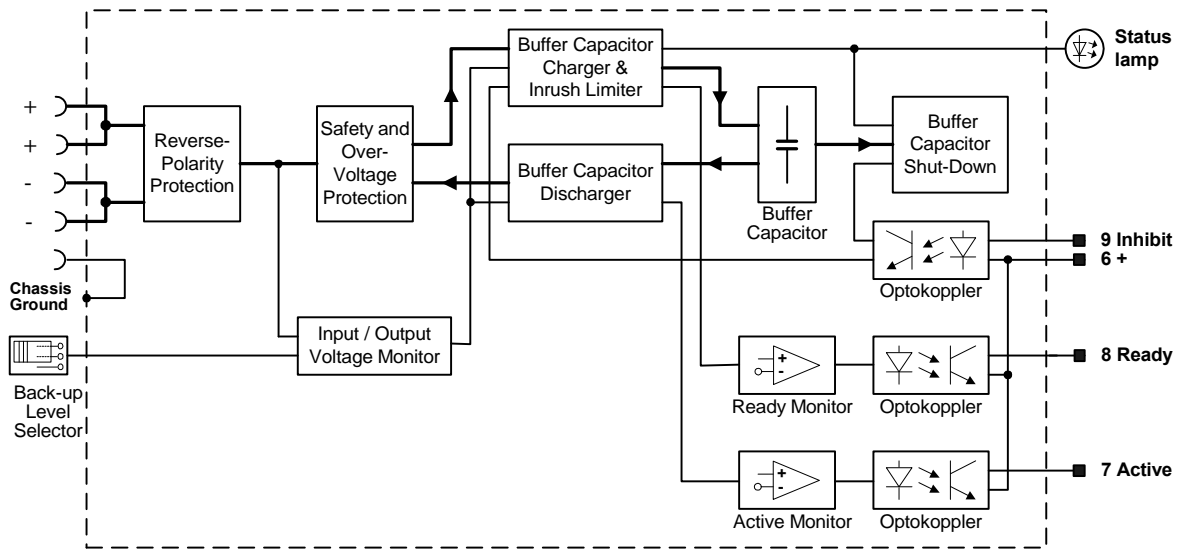 Buffer Capacitor
Charger &
Inrush Limiter
Status
lamp
+
+
-
-
Reverse-
Polarity
Protection
Safety and
Over-
Voltage
Protection
Buffer Capacitor
Discharger
Buffer
Capacitor
Buffer
Capacitor
Shut-Down
Chassis
Ground
Optokoppler
9 Inhibit
6 +
Back-up
Level
Selector
Input / Output
Voltage Monitor
+
-
Ready Monitor
Optokoppler
8 Ready
+
-
Active Monitor
Optokoppler
7 Active